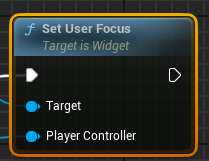 Set User Focus
Target is Widget
Target
Player Controller